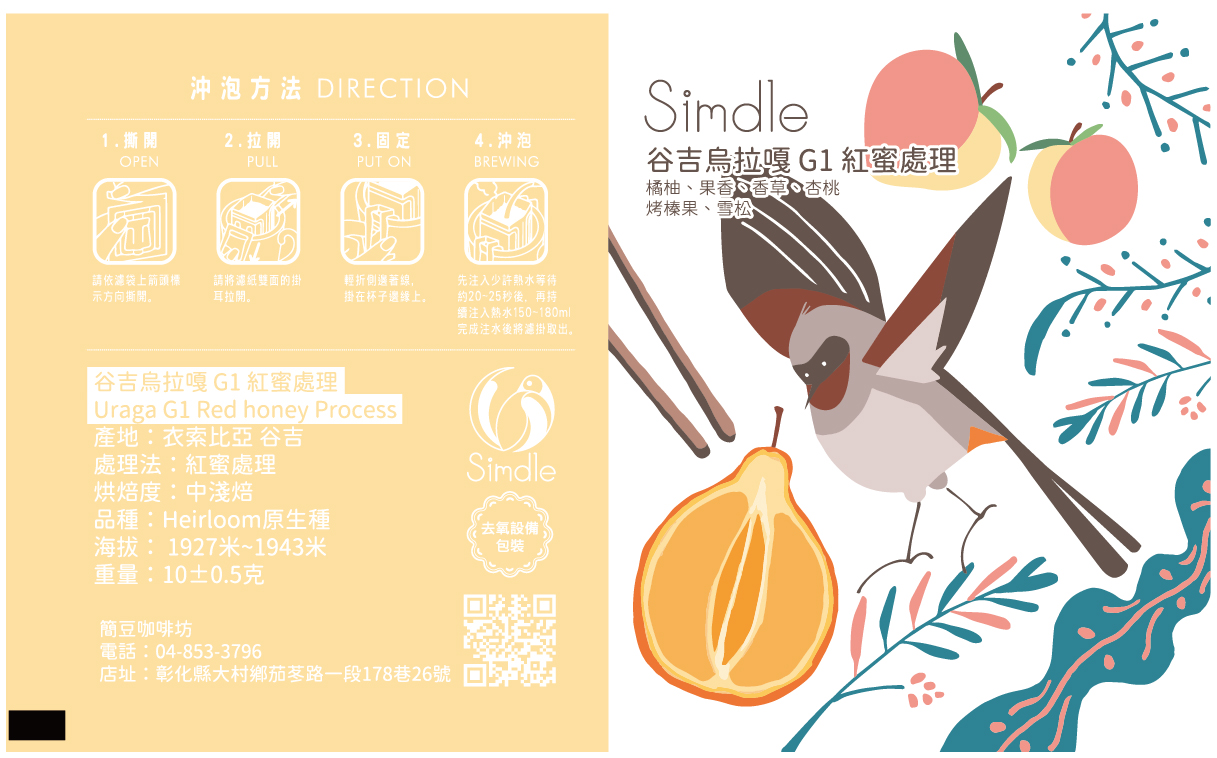 沖泡方法 DIRECTION
1.撕開 2.拉開 3.固定 4.沖泡
OPEN PULL PUT ON BREWING
請依濾袋上箭頭標
示方向撕開。
請將濾紙雙面的掛
耳拉開。
輕折側邊著線,
掛在杯子邊緣上。
先注入少許熱水等待
約20~25秒後, 再持
續注入熱水150~180ml
完成注水後將濾掛取出。
谷吉烏拉嘎 G1 紅蜜處理
Uraga G1 Red honey Process
產地：衣索比亞 谷吉
處理法：紅蜜處理
烘焙度：中淺焙
品種：Heirloom原生種
海拔： 1927米~1943米
重量：10±0.5克
Simdle
去氧設備
包裝
簡豆咖啡坊
電話：04-853-3796
店址：彰化縣大村鄉茄苳路一段178巷26號
Simdle
谷吉烏拉嘎 G1 紅蜜處理
橘柚、果香、香草、杏桃
烤榛果、雪松